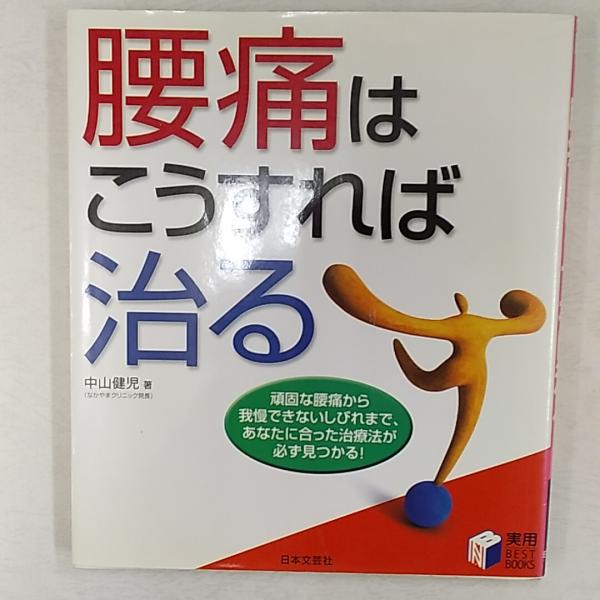 腰痛は
こうすれば
治る
中山健児 著
(なかやまクリニック院長)
頑固な腰痛から
我慢できないしびれまで、
あなたに合った治療法が
必ず見つかる!
日本文芸社
NB
実用
BEST
BOOKS